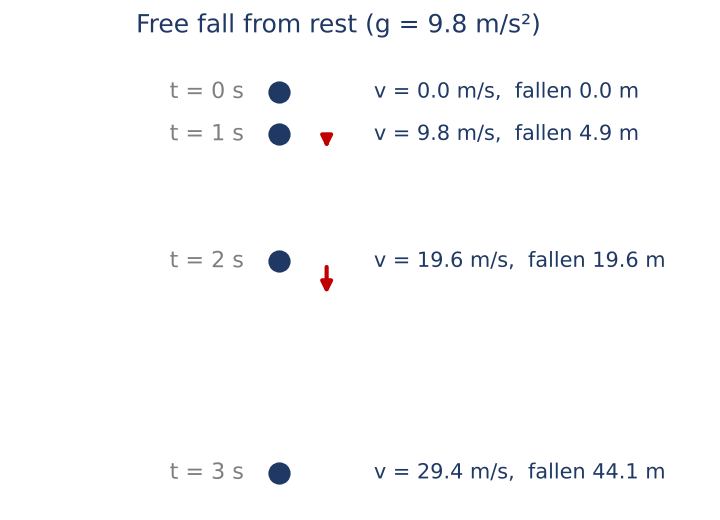 Free fall from rest (g = 9.8 m/s²)
t = 0 s v = 0.0 m/s, fallen 0.0 m
t = 1 s v = 9.8 m/s, fallen 4.9 m
t = 2 s v = 19.6 m/s, fallen 19.6 m
t = 3 s v = 29.4 m/s, fallen 44.1 m